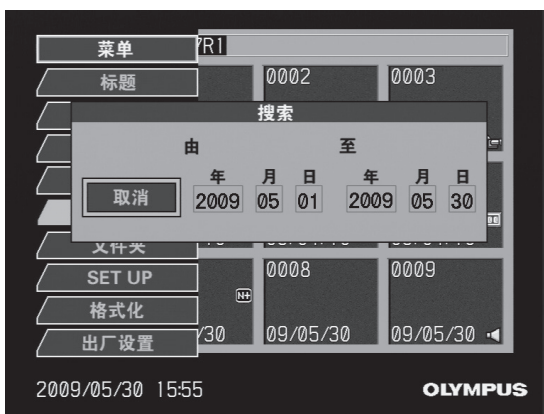 菜单
7R1
标题
0002
0003
搜索
由 至
年 月 日 年 月 日
取消 2009 05 01 2009 05 30
文件夹
SET UP
0008
0009
格式化
N+
出厂设置
/30
09/05/30
09/05/30
2009/05/30 15:55
OLYMPUS